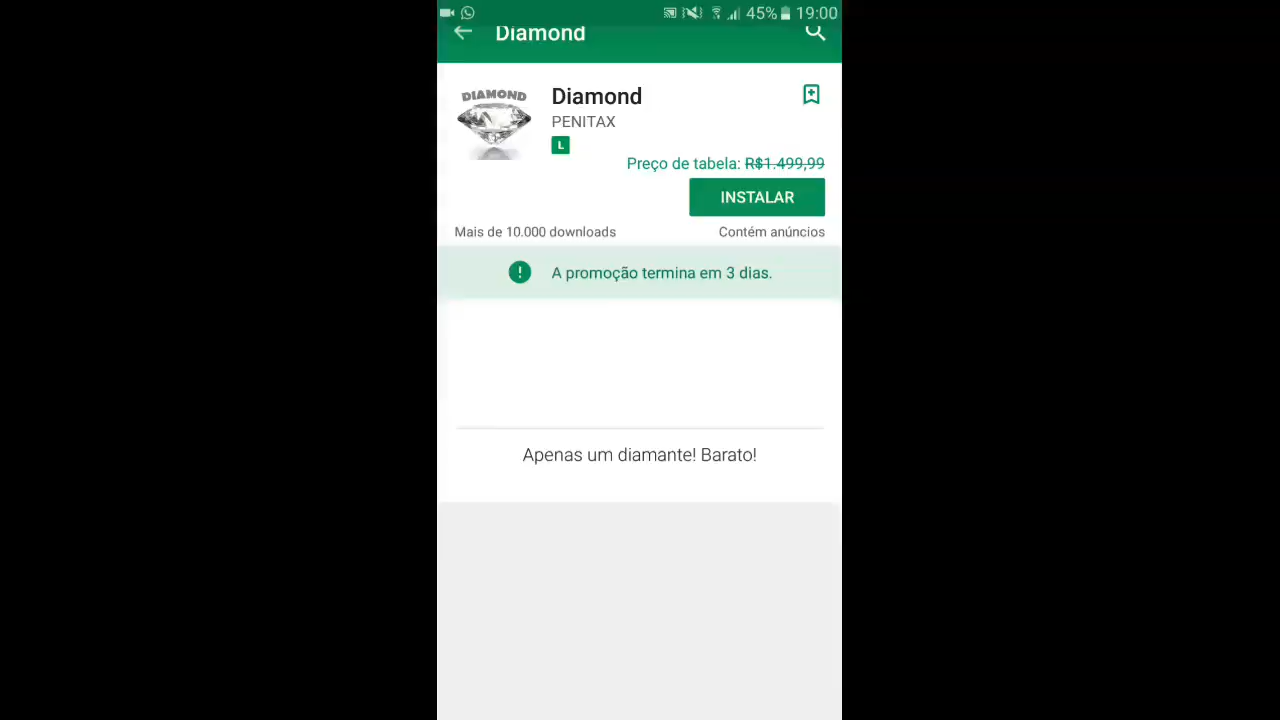 45% 19:00
Diamond
DIAMOND
Diamond
PENITAX
L
Preço de tabela: R$1.499,99
INSTALAR
Mais de 10.000 downloads
Contém anúncios
! A promoção termina em 3 dias.
Apenas um diamante! Barato!